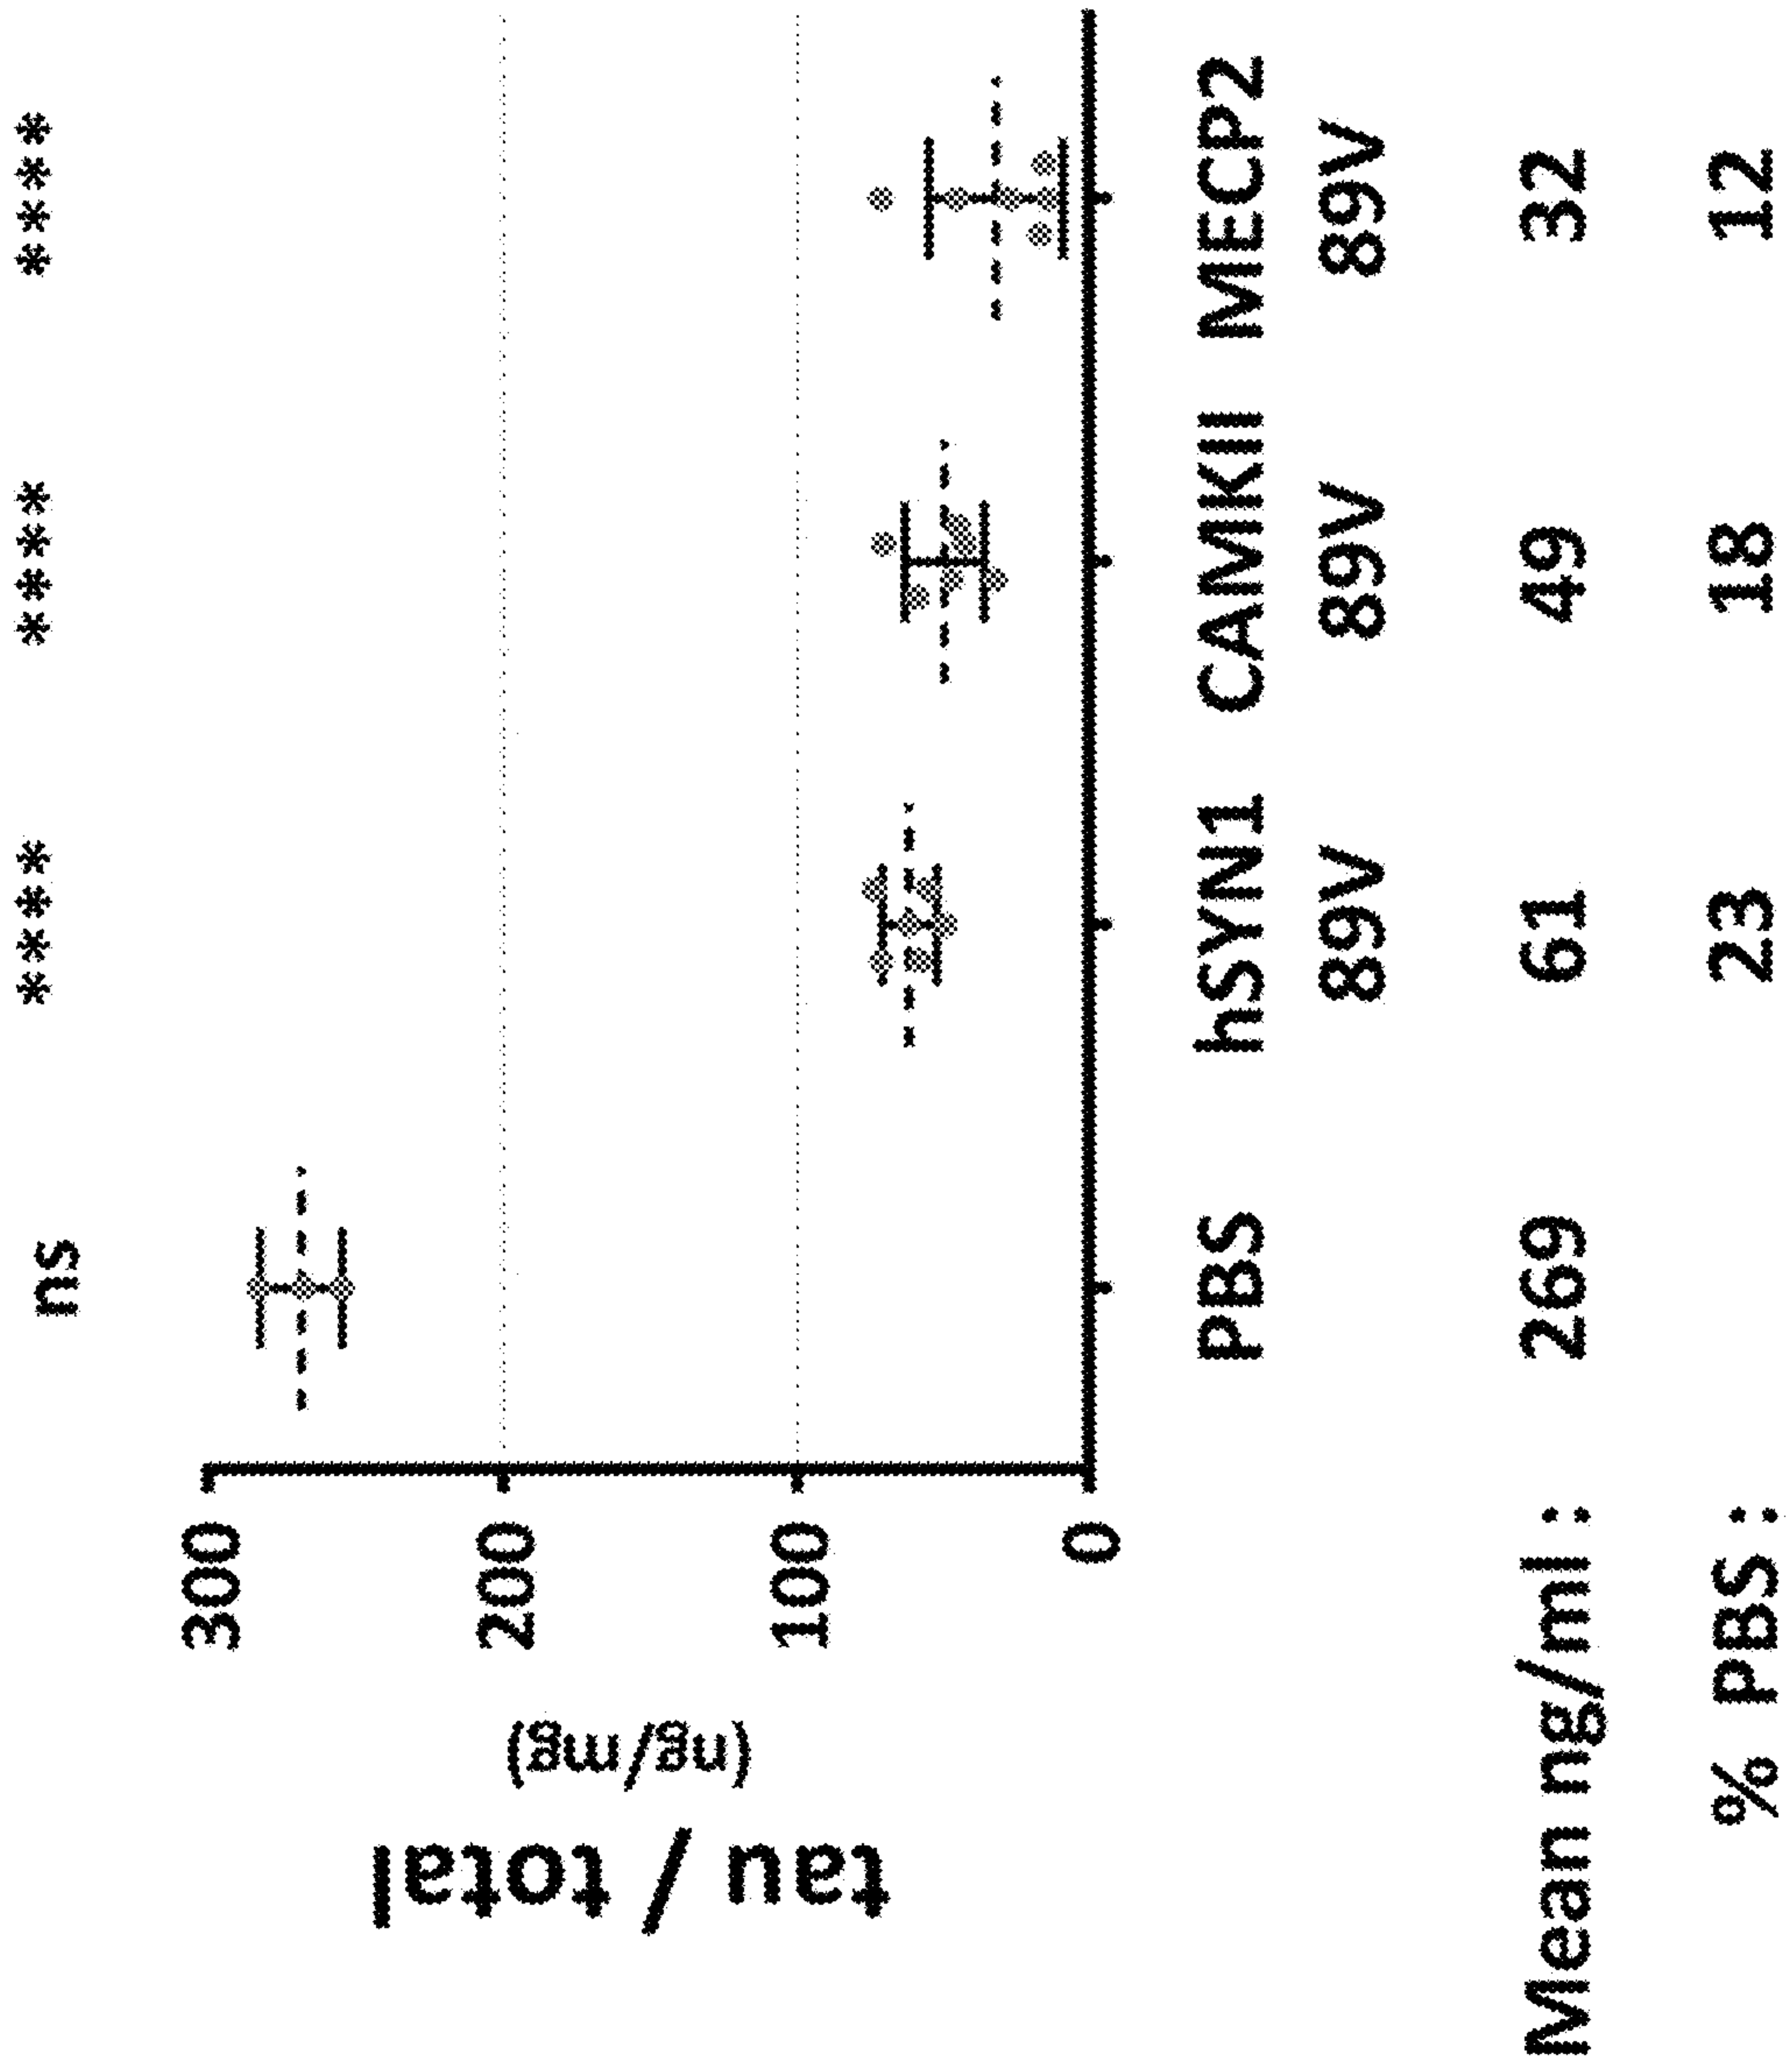 ns **** **** ****
300
200
100
0
tau / total
(ng/mg)
PBS hSYN1 CAMKII MECP2
89V 89V 89V
Mean ng/ml: 269 61 49 32
% PBS: 23 18 12